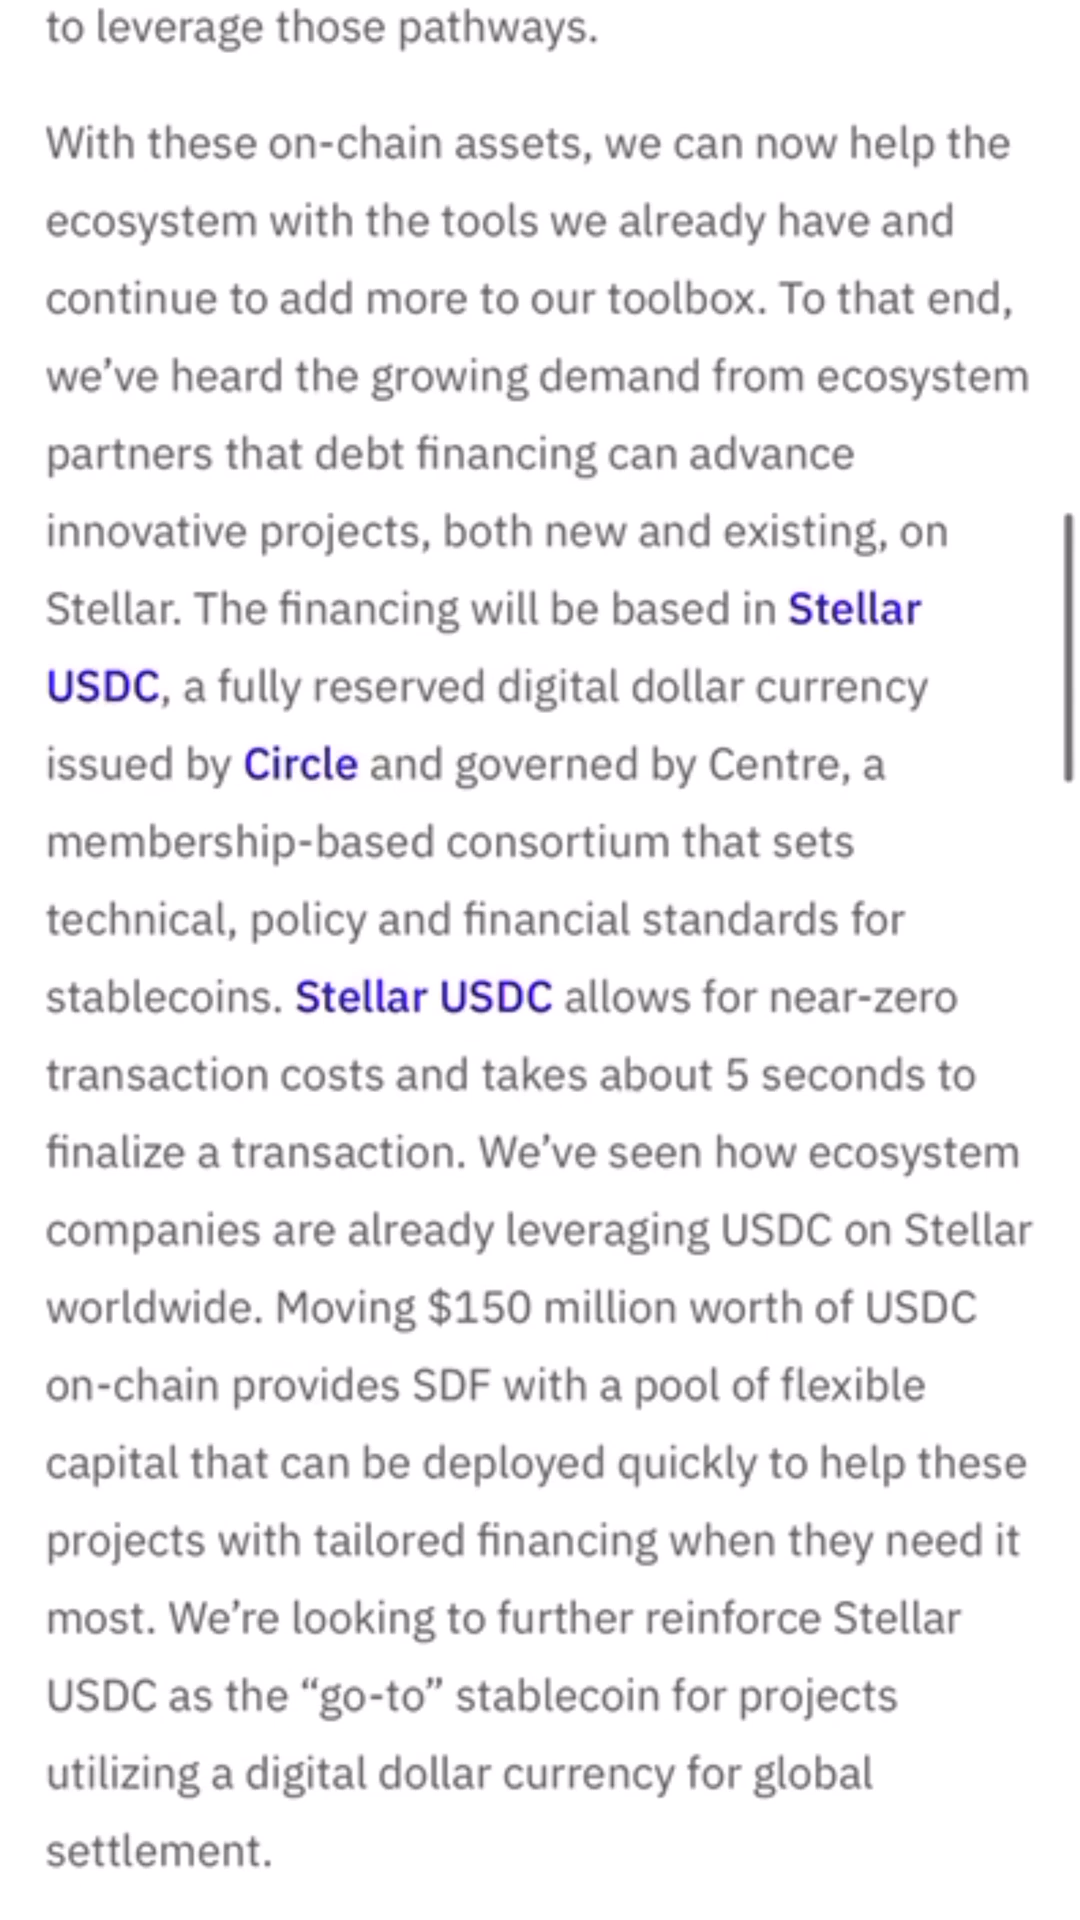 to leverage those pathways.
With these on-chain assets, we can now help the
ecosystem with the tools we already have and
continue to add more to our toolbox. To that end,
we’ve heard the growing demand from ecosystem
partners that debt financing can advance
innovative projects, both new and existing, on
Stellar. The financing will be based in Stellar
USDC, a fully reserved digital dollar currency
issued by Circle and governed by Centre, a
membership-based consortium that sets
technical, policy and financial standards for
stablecoins. Stellar USDC allows for near-zero
transaction costs and takes about 5 seconds to
finalize a transaction. We’ve seen how ecosystem
companies are already leveraging USDC on Stellar
worldwide. Moving $150 million worth of USDC
on-chain provides SDF with a pool of flexible
capital that can be deployed quickly to help these
projects with tailored financing when they need it
most. We’re looking to further reinforce Stellar
USDC as the “go-to” stablecoin for projects
utilizing a digital dollar currency for global
settlement.